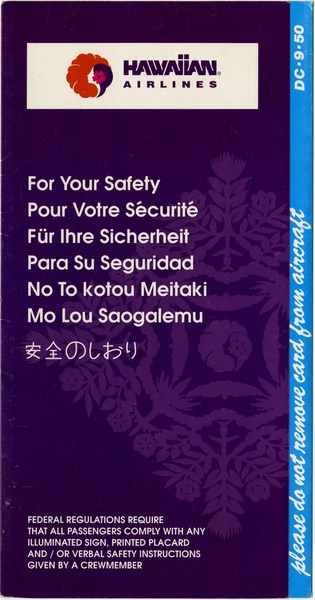 HAWAIIAN®
AIRLINES
DC·9·50
For Your Safety
Pour Votre Sécurité
Für Ihre Sicherheit
Para Su Seguridad
No To kotou Meitaki
Mo Lou Saogalemu
安全のしおり
please do not remove card from aircraft
FEDERAL REGULATIONS REQUIRE
THAT ALL PASSENGERS COMPLY WITH ANY
ILLUMINATED SIGN, PRINTED PLACARD
AND / OR VERBAL SAFETY INSTRUCTIONS
GIVEN BY A CREWMEMBER